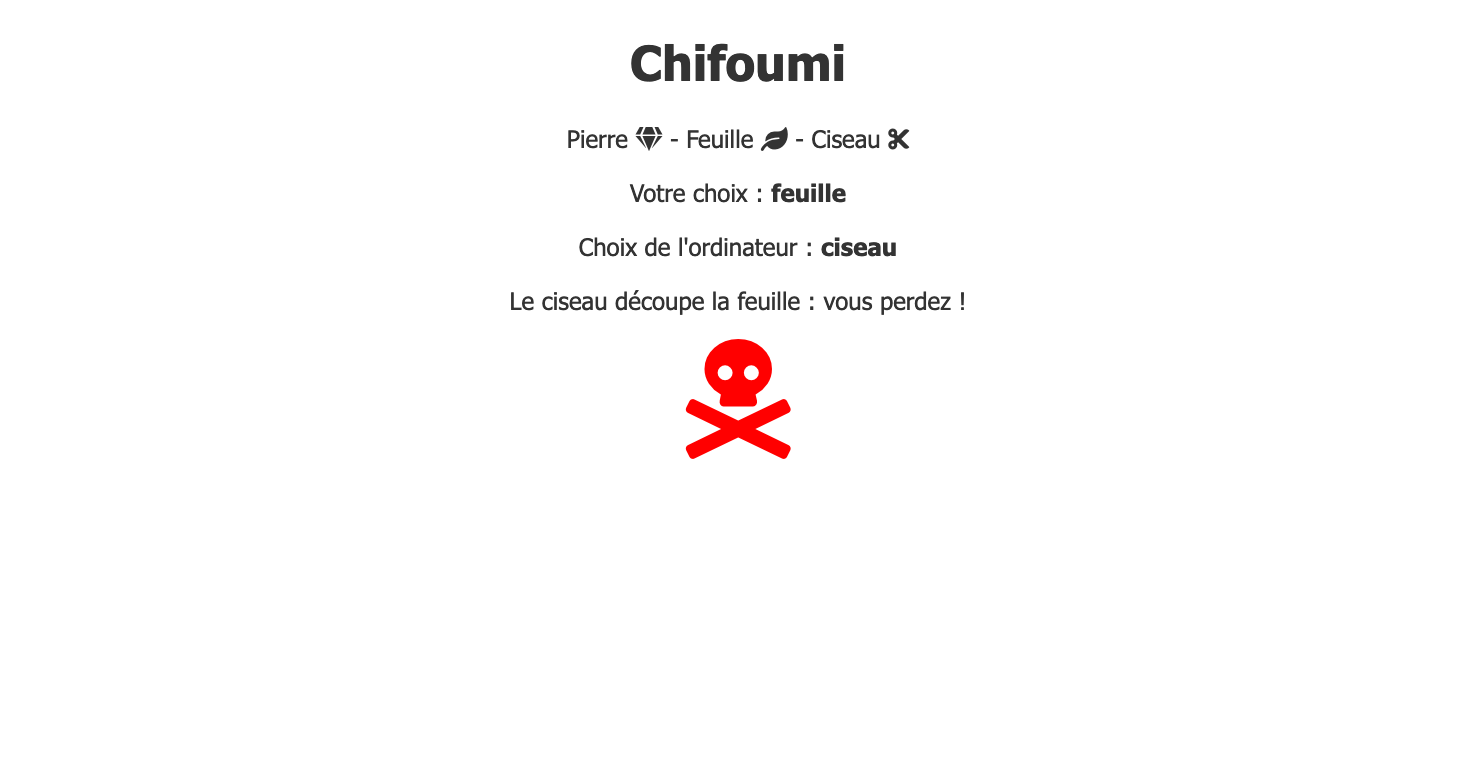 Chifoumi
Pierre - Feuille - Ciseau
Votre choix : feuille
Choix de l'ordinateur : ciseau
Le ciseau découpe la feuille : vous perdez !